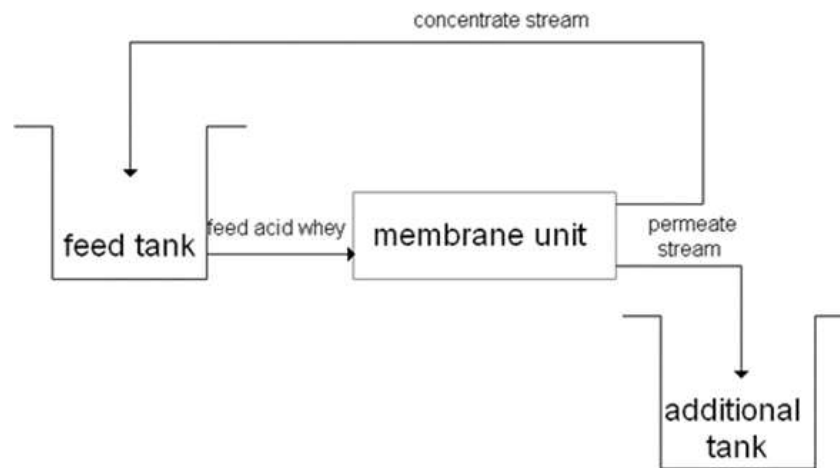 concentrate stream
feed tank
feed acid whey
membrane unit
permeate
stream
additional
tank